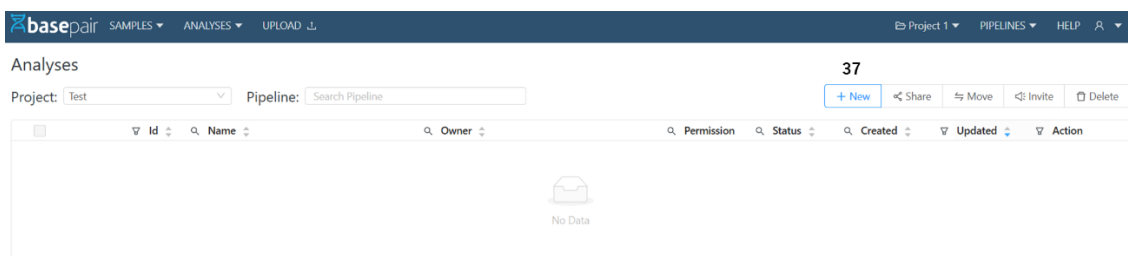 basepair SAMPLES ANALYSES UPLOAD Project 1 PIPELINES HELP
Analyses
37
Project: Test Pipeline: Search Pipeline + New Share Move Invite Delete
Id Name Owner Permission Status Created Updated Action
No Data